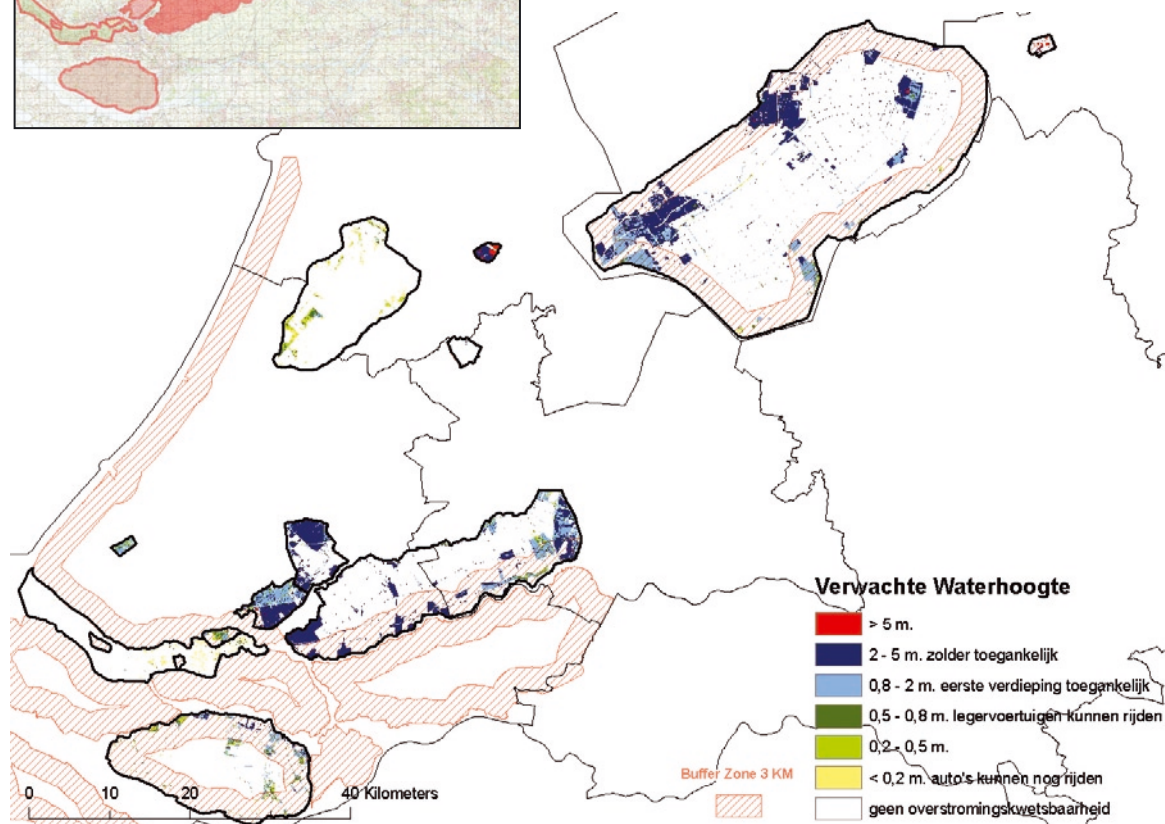 Verwachte Waterhoogte
> 5 m.
2 - 5 m. zolder toegankelijk
0,8 - 2 m. eerste verdieping toegankelijk
0,5 - 0,8 m. legervoertuigen kunnen rijden
0,2 - 0,5 m.
< 0,2 m. auto's kunnen nog rijden
geen overstromingskwetsbaarheid
Buffer Zone 3 KM
0 10 20 40 Kilometers